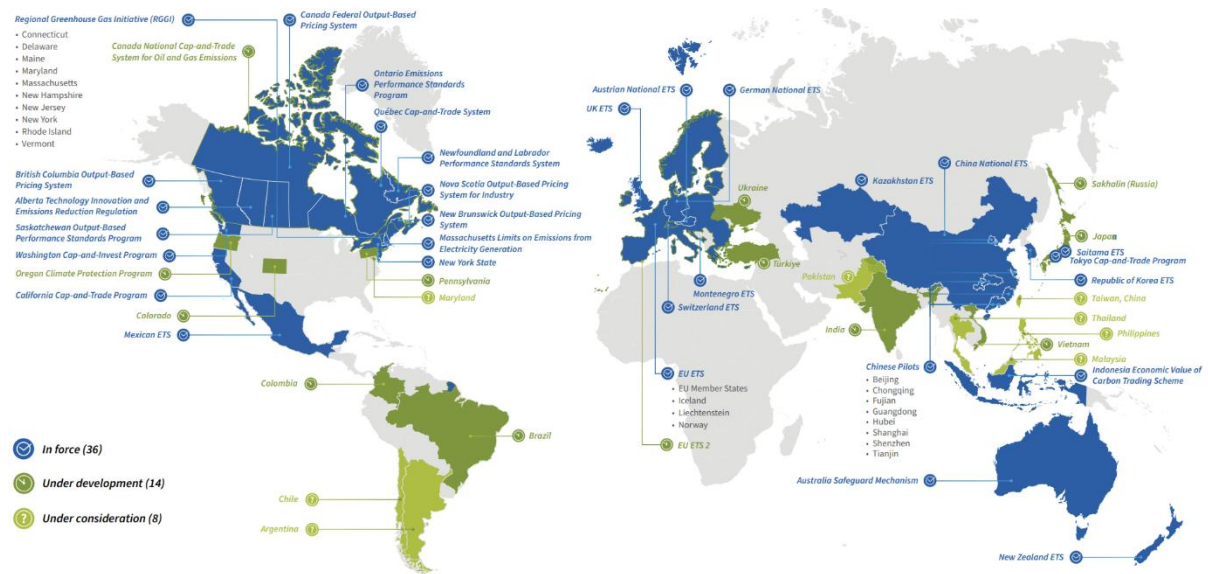 Regional Greenhouse Gas Initiative (RGGI)
• Connecticut
• Delaware
• Maine
• Maryland
• Massachusetts
• New Hampshire
• New Jersey
• New York
• Rhode Island
• Vermont
Canada Federal Output-Based
Pricing System
Canada National Cap-and-Trade
System for Oil and Gas Emissions
Ontario Emissions
Performance Standards
Program
Québec Cap-and-Trade System
Newfoundland and Labrador
Performance Standards System
Nova Scotia Output-Based Pricing
System for Industry
New Brunswick Output-Based Pricing
System
Massachusetts Limits on Emissions from
Electricity Generation
New York State
Pennsylvania
?
Maryland
British Columbia Output-Based
Pricing System
Alberta Technology Innovation and
Emissions Reduction Regulation
Saskatchewan Output-Based
Performance Standards Program
Washington Cap-and-Invest Program
Oregon Climate Protection Program
California Cap-and-Trade Program
Colorado
Mexican ETS
Colombia
Brazil
Chile ?
Argentina ?
In force (36)
Under development (14)
? Under consideration (8)
Austrian National ETS
German National ETS
UK ETS
China National ETS
Kazakhstan ETS
Ukraine
Sakhalin (Russia)
Japan
Saitama ETS
Tokyo Cap-and-Trade Program
Republic of Korea ETS
Pakistan ?
Türkiye
Montenegro ETS
Switzerland ETS
? Taiwan, China
? Thailand
? Philippines
India
Vietnam
? Malaysia
Indonesia Economic Value of
Carbon Trading Scheme
EU ETS
• EU Member States
• Iceland
• Liechtenstein
• Norway
EU ETS 2
Chinese Pilots
• Beijing
• Chongqing
• Fujian
• Guangdong
• Hubei
• Shanghai
• Shenzhen
• Tianjin
Australia Safeguard Mechanism
New Zealand ETS